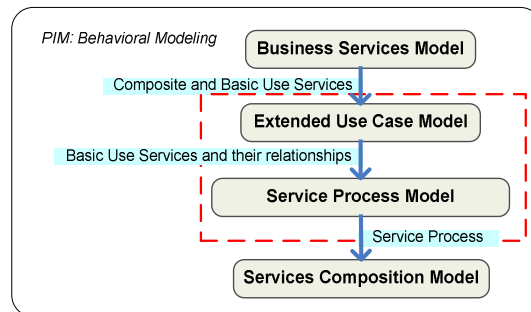 PIM: Behavioral Modeling
Business Services Model
Composite and Basic Use Services
Extended Use Case Model
Basic Use Services and their relationships
Service Process Model
Service Process
Services Composition Model